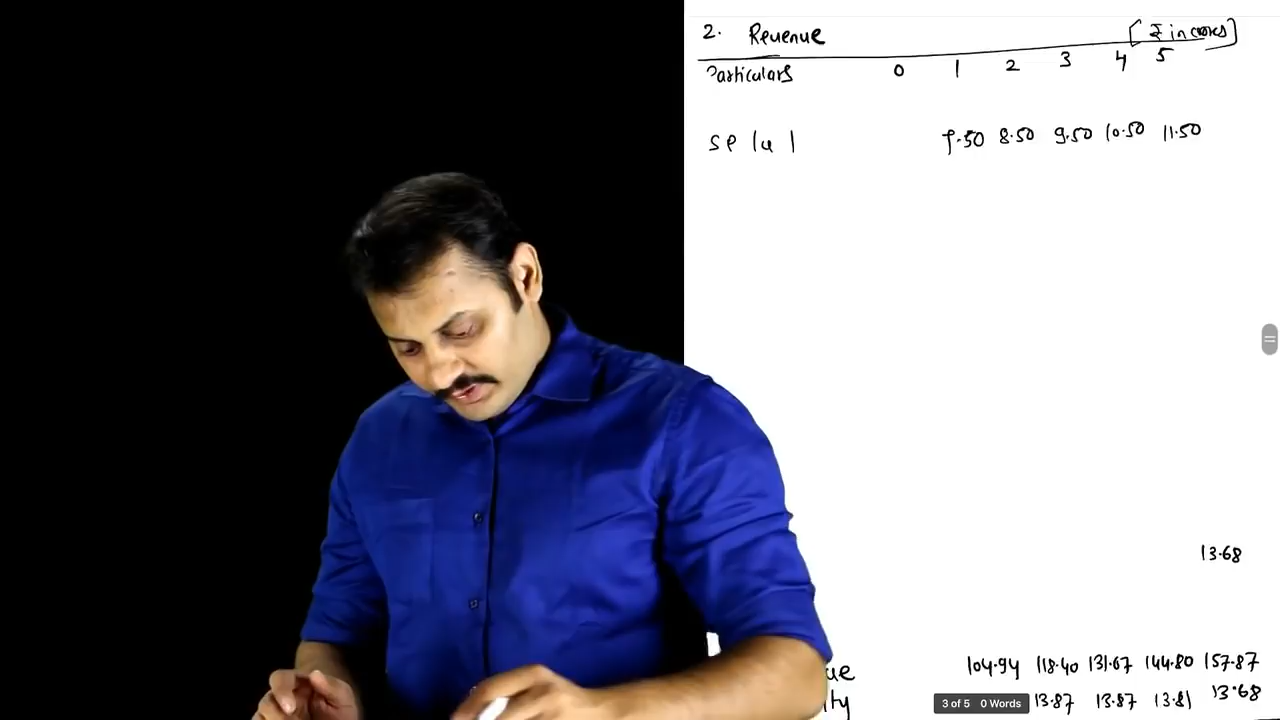 2. Revenue [₹ in crores]
Particulars 0 1 2 3 4 5
SP/u 7.50 8.50 9.50 10.50 11.50
13.68
ue 104.94 118.40 131.67 144.80 157.87
ty 13.87 13.87 13.81 13.68
3 of 5 0 Words